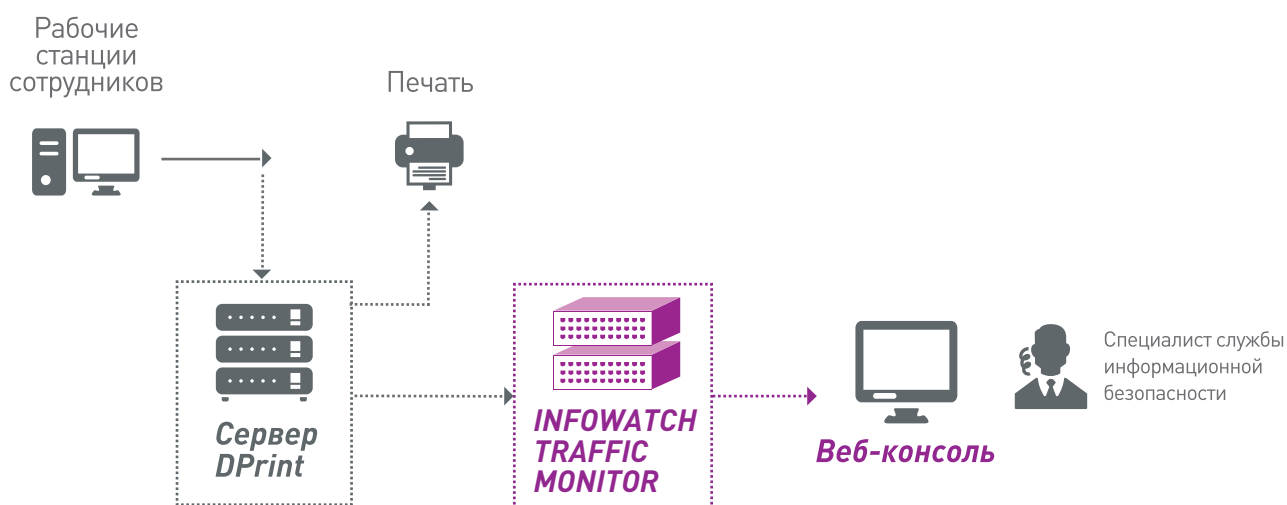 Рабочие
станции
сотрудников
Печать
Сервер
DPrint
INFOWATCH
TRAFFIC
MONITOR
Веб-консоль
Специалист службы
информационной
безопасности